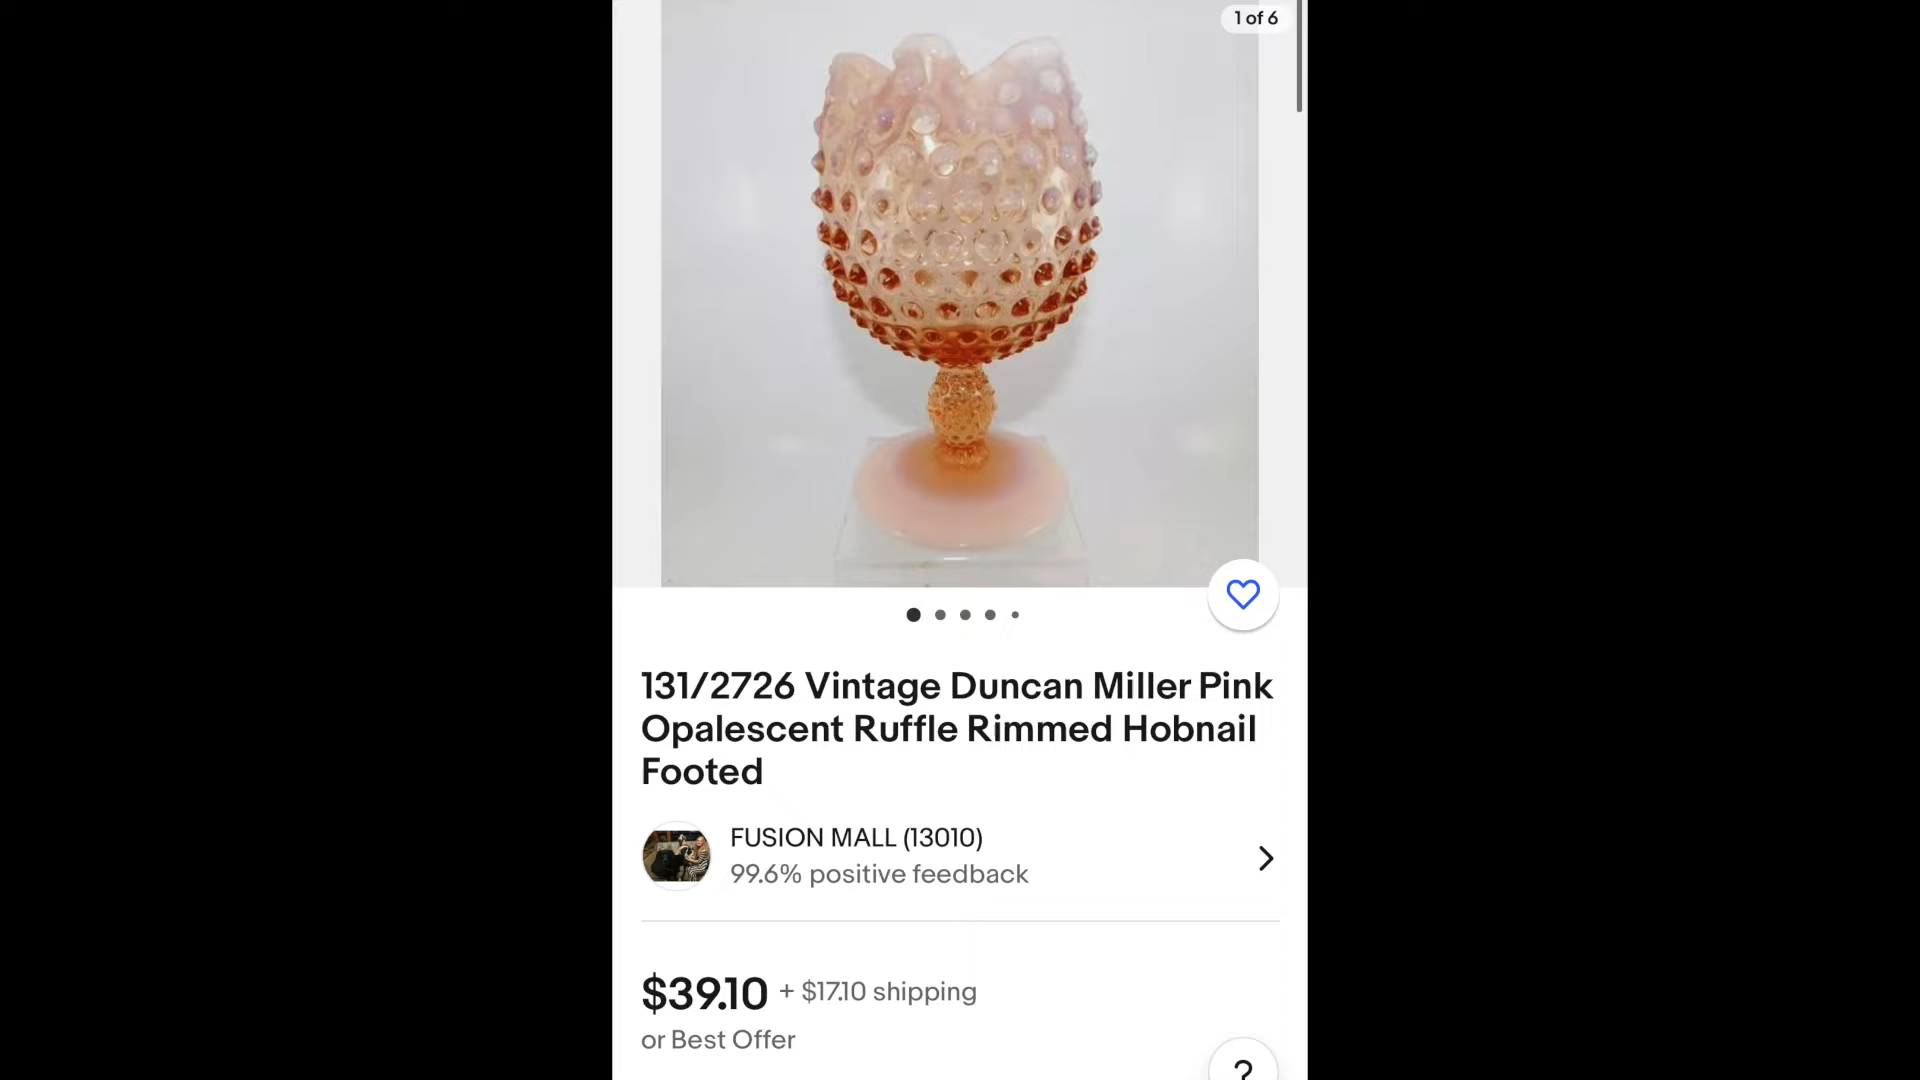 1 of 6
131/2726 Vintage Duncan Miller Pink
Opalescent Ruffle Rimmed Hobnail
Footed
FUSION MALL (13010)
99.6% positive feedback
$39.10 + $17.10 shipping
or Best Offer
?